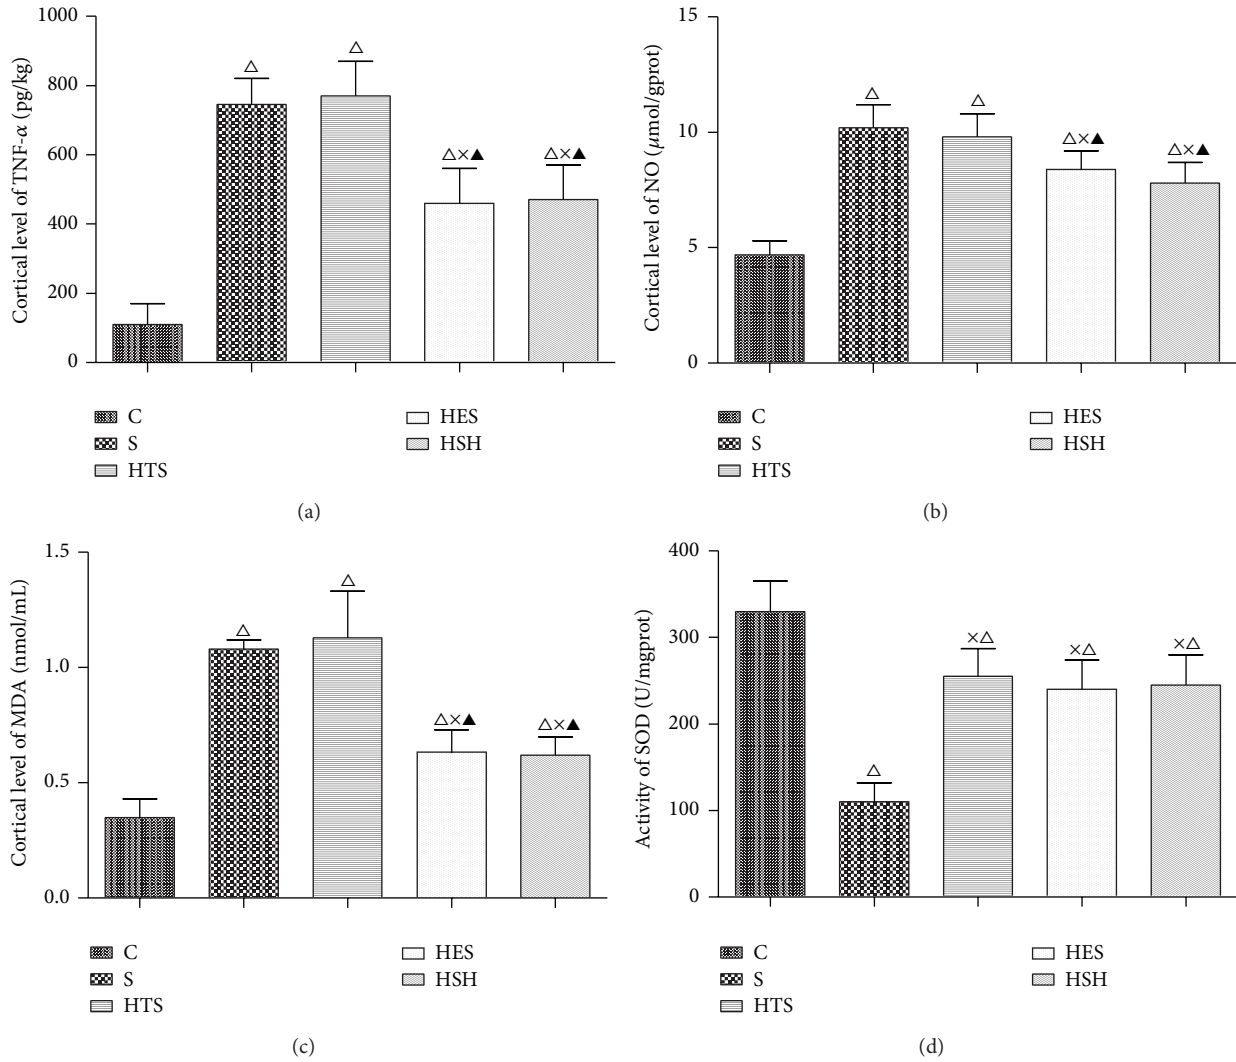 Cortical level of TNF-α (pg/kg)
1000
800
600
400
200
0
△
△
△×▲
△×▲
C
S
HTS
HES
HSH
(a)
Cortical level of NO (μmol/gprot)
15
10
5
0
△
△
△×▲
△×▲
C
S
HTS
HES
HSH
(b)
Cortical level of MDA (nmol/mL)
1.5
1.0
0.5
0.0
△
△
△×▲
△×▲
C
S
HTS
HES
HSH
(c)
Activity of SOD (U/mgprot)
400
300
200
100
0
△
×△
×△
×△
C
S
HTS
HES
HSH
(d)